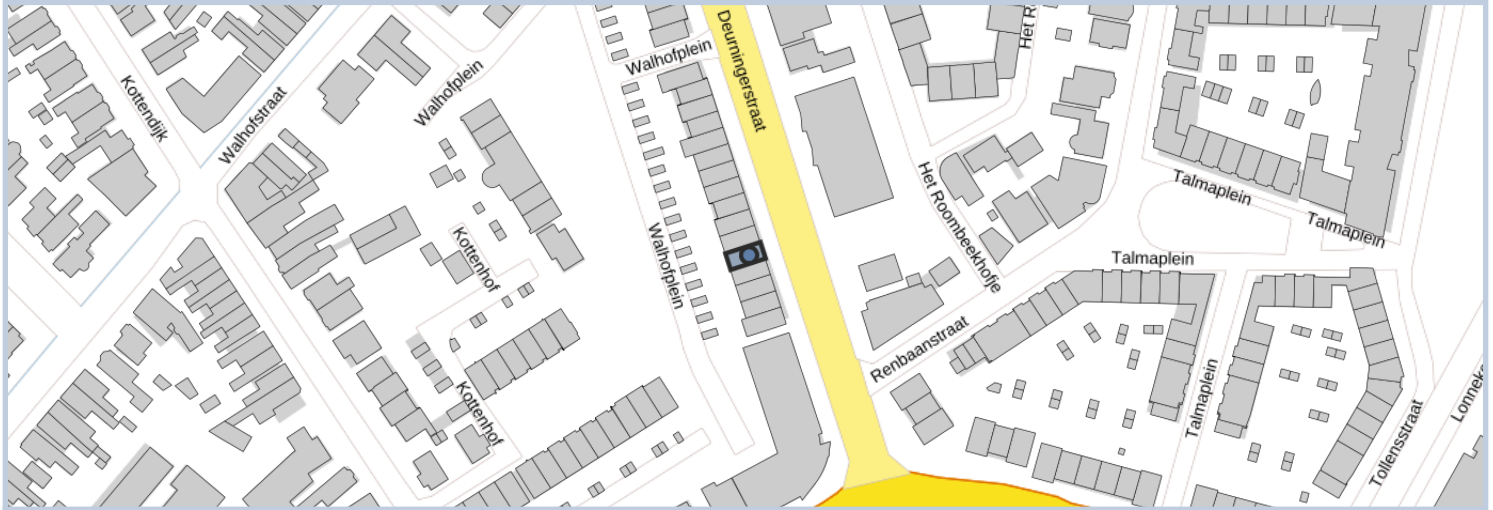 Deurningerstraat
Het R
Walhofplein
Walhofplein
Kottendijk
Walhofstraat
Talmaplein
Talmaplein
Het Roombeekhofje
Walhofplein
Kottenhof
Talmaplein
Renbaanstraat
Talmaplein
Kottenhof
Tollensstraat
Lonneke